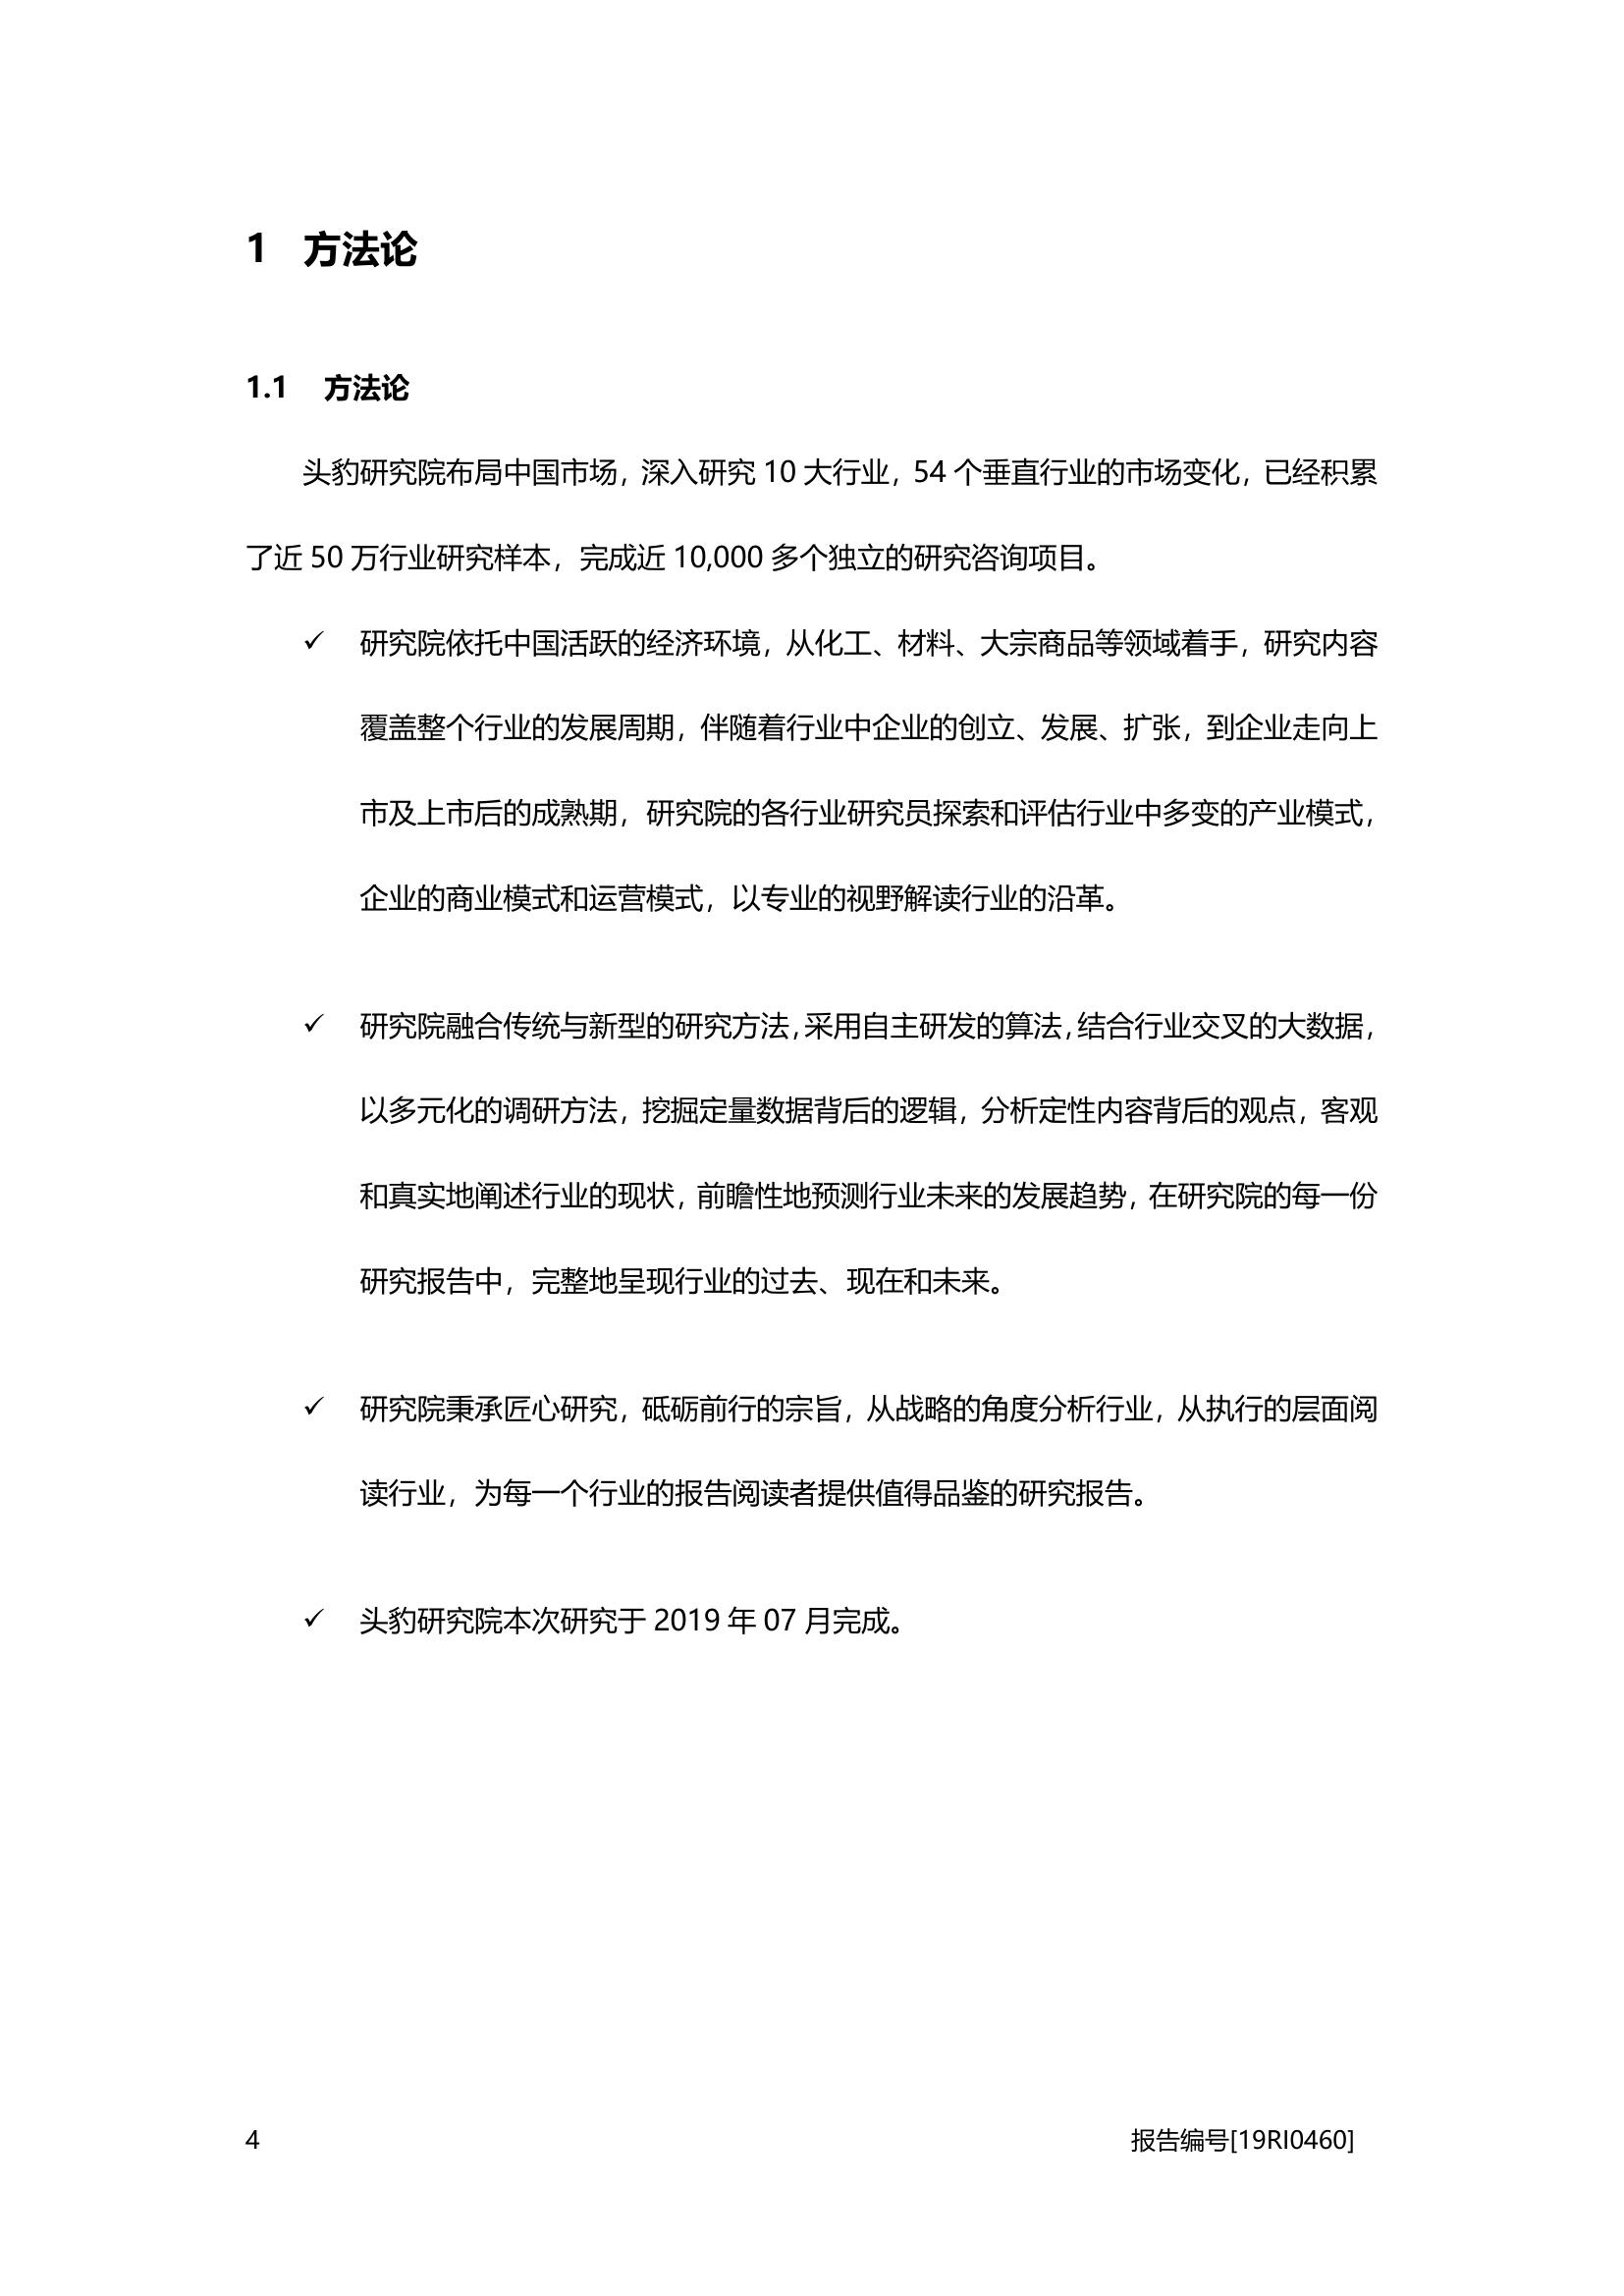 1 方法论
1.1 方法论
头豹研究院布局中国市场，深入研究 10 大行业，54 个垂直行业的市场变化，已经积累
了近 50 万行业研究样本，完成近 10,000 多个独立的研究咨询项目。
✓ 研究院依托中国活跃的经济环境，从化工、材料、大宗商品等领域着手，研究内容
覆盖整个行业的发展周期，伴随着行业中企业的创立、发展、扩张，到企业走向上
市及上市后的成熟期，研究院的各行业研究员探索和评估行业中多变的产业模式，
企业的商业模式和运营模式，以专业的视野解读行业的沿革。
✓ 研究院融合传统与新型的研究方法，采用自主研发的算法，结合行业交叉的大数据，
以多元化的调研方法，挖掘定量数据背后的逻辑，分析定性内容背后的观点，客观
和真实地阐述行业的现状，前瞻性地预测行业未来的发展趋势，在研究院的每一份
研究报告中，完整地呈现行业的过去、现在和未来。
✓ 研究院秉承匠心研究，砥砺前行的宗旨，从战略的角度分析行业，从执行的层面阅
读行业，为每一个行业的报告阅读者提供值得品鉴的研究报告。
✓ 头豹研究院本次研究于 2019 年 07 月完成。
4 报告编号[19RI0460]